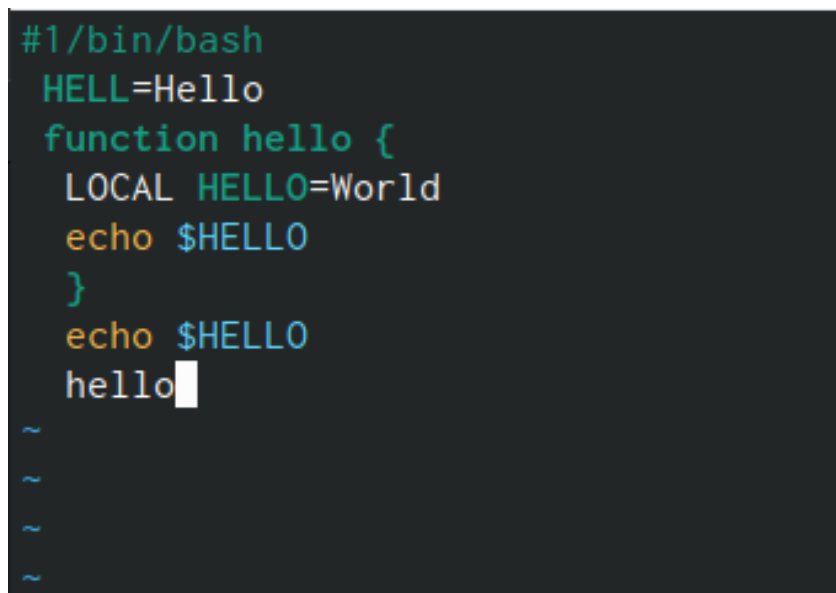 #1/bin/bash
HELL=Hello
function hello {
LOCAL HELLO=World
echo $HELLO
}
echo $HELLO
hello
~
~
~
~